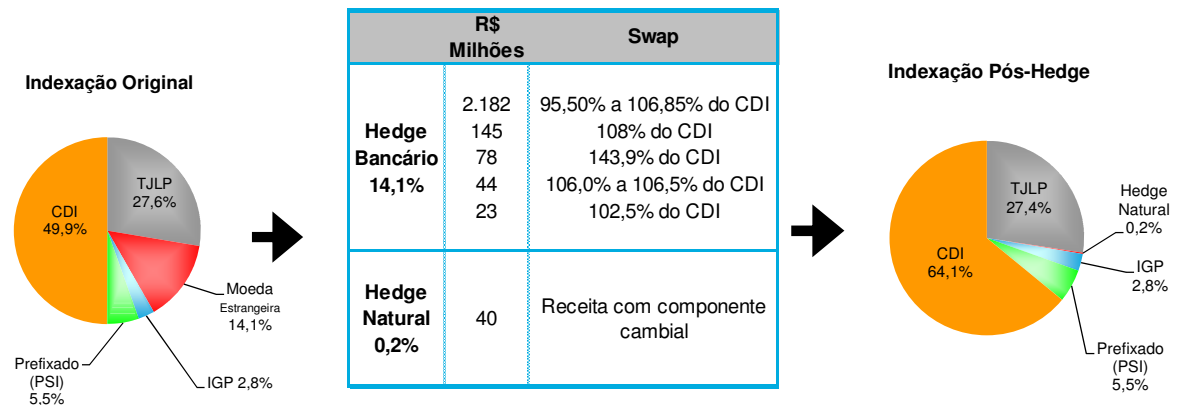 Indexação Original
CDI
49,9%
TJLP
27,6%
Moeda
Estrangeira
14,1%
IGP 2,8%
Prefixado
(PSI)
5,5%
R$
Milhões
Swap
Hedge
Bancário
14,1%
2.182 95,50% a 106,85% do CDI
145 108% do CDI
78 143,9% do CDI
44 106,0% a 106,5% do CDI
23 102,5% do CDI
Hedge
Natural
0,2%
40
Receita com componente
cambial
Indexação Pós-Hedge
TJLP
27,4%
Hedge
Natural
0,2%
CDI
64,1%
IGP
2,8%
Prefixado
(PSI)
5,5%